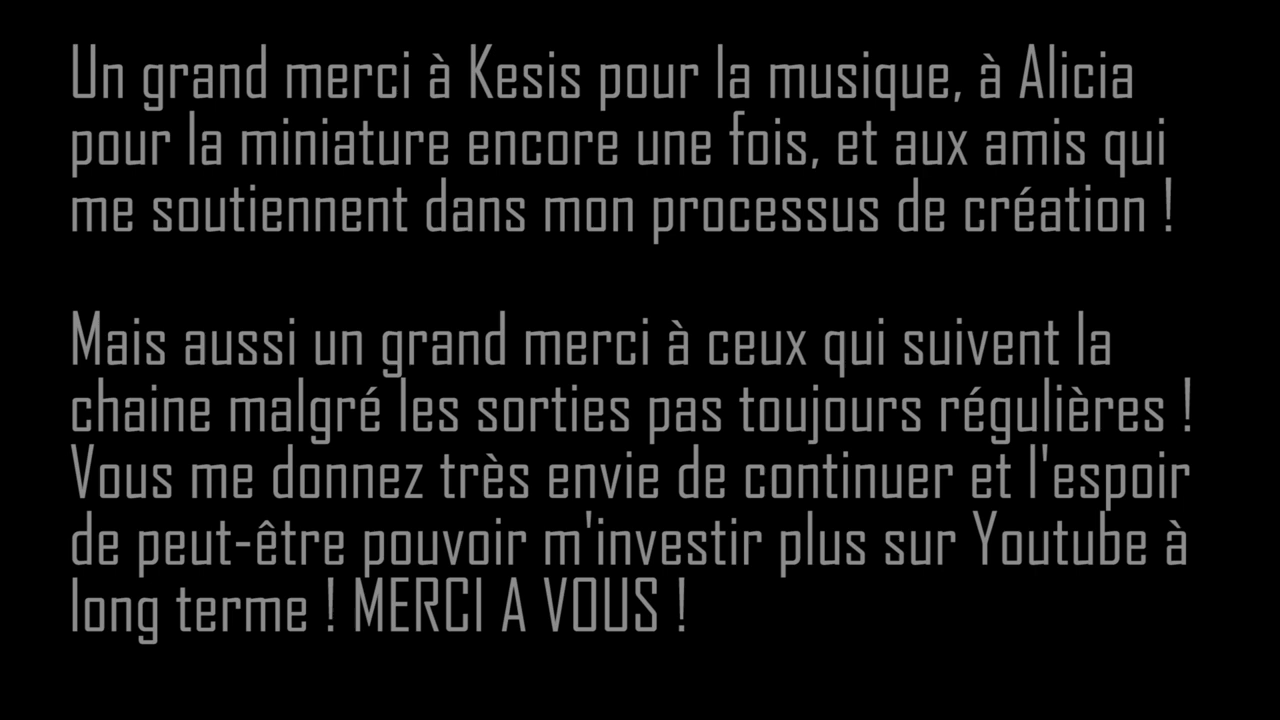 Un grand merci à Kesis pour la musique, à Alicia
pour la miniature encore une fois, et aux amis qui
me soutiennent dans mon processus de création !
Mais aussi un grand merci à ceux qui suivent la
chaine malgré les sorties pas toujours régulières !
Vous me donnez très envie de continuer et l'espoir
de peut-être pouvoir m'investir plus sur Youtube à
long terme ! MERCI A VOUS !